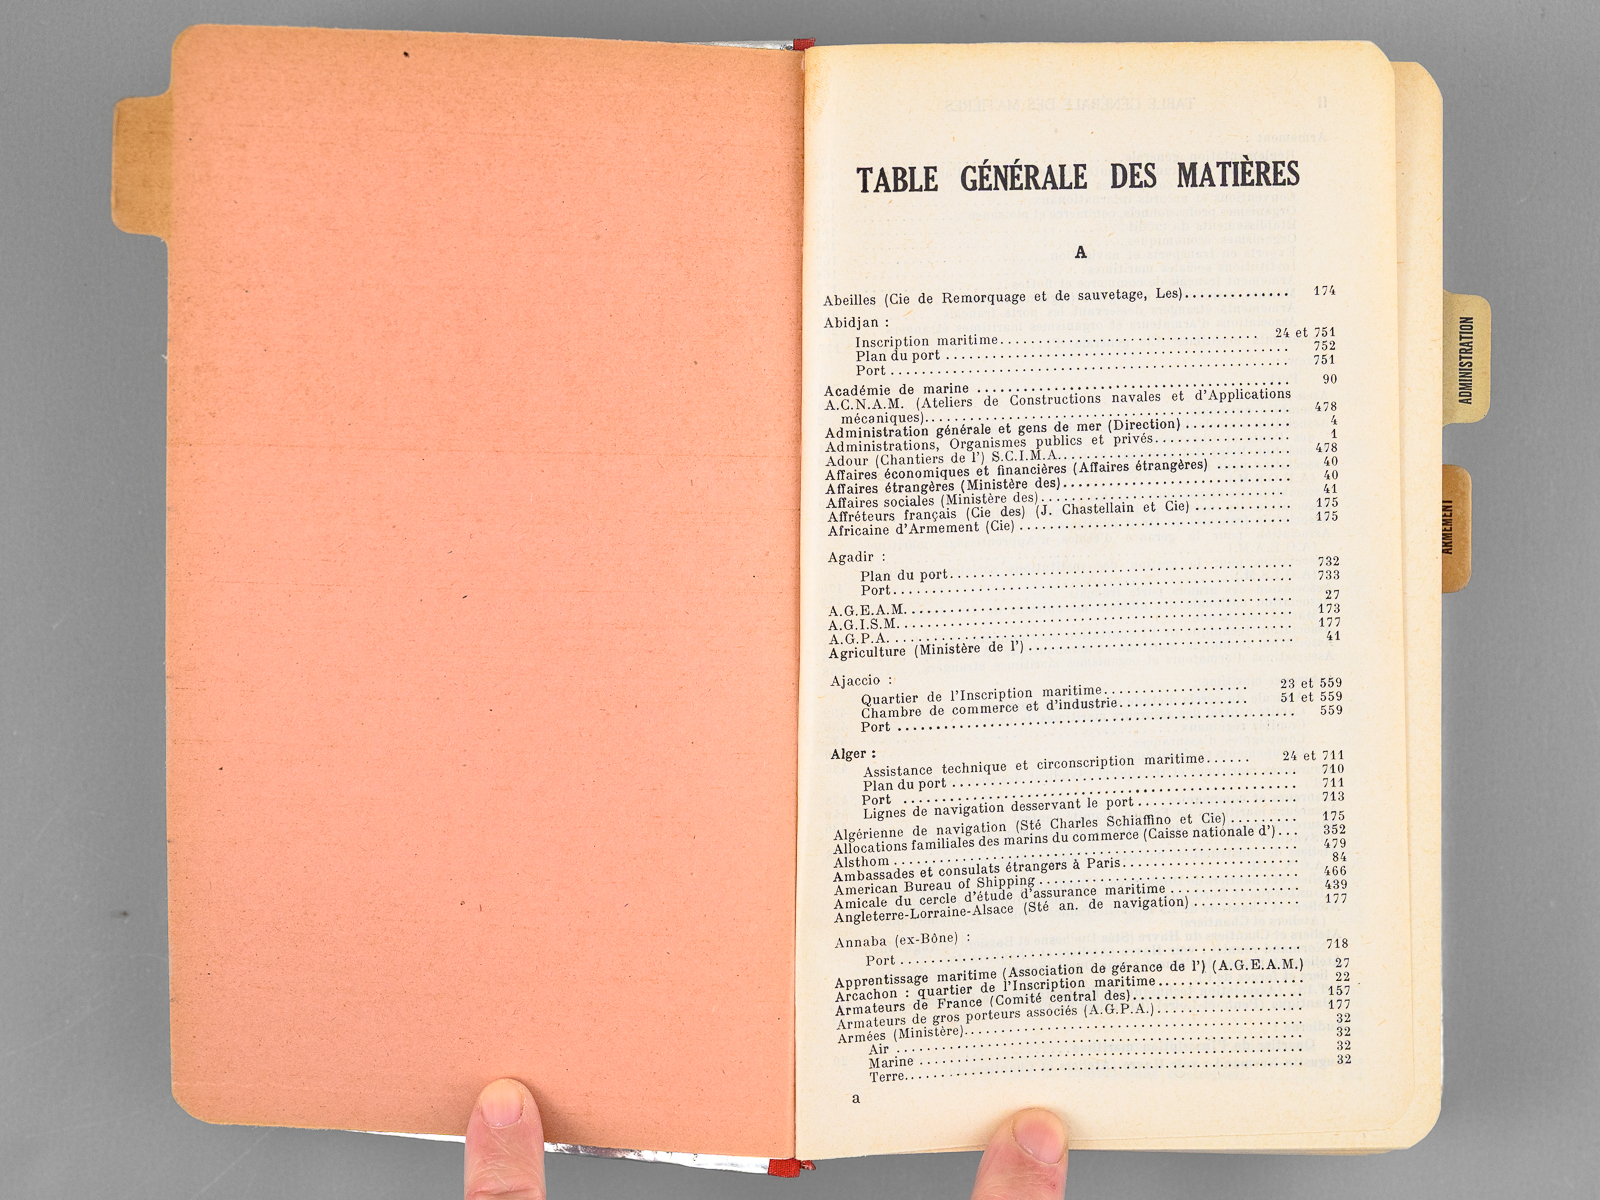 TABLE GÉNÉRALE DES MATIÈRES
A
Abeilles (Cie de Remorquage et de sauvetage, Les).............. 174
Abidjan :
Inscription maritime.................................. 24 et 751
Plan du port ............................................ 752
Port .................................................... 751
Académie de marine ........................................ 90
A.C.N.A.M. (Ateliers de Constructions navales et d'Applications
mécaniques)................................................ 478
Administration générale et gens de mer (Direction) ............. 4
Administrations, Organismes publics et privés.................. 1
Adour (Chantiers de l') S.C.I.M.A.............................. 478
Affaires économiques et financières (Affaires étrangères) .......... 40
Affaires étrangères (Ministère des).............................. 40
Affaires sociales (Ministère des)................................ 41
Affréteurs français (Cie des) (J. Chastellain et Cie) ............. 175
Africaine d'Armement (Cie) .................................... 175
Agadir :
Plan du port............................................. 732
Port..................................................... 733
A.G.E.A.M.................................................. 27
A.G.I.S.M.................................................. 173
A.G.P.A.................................................... 177
Agriculture (Ministère de l') ................................... 41
Ajaccio :
Quartier de l'Inscription maritime................... 23 et 559
Chambre de commerce et d'industrie................. 51 et 559
Port .................................................... 559
Alger :
Assistance technique et circonscription maritime...... 24 et 711
Plan du port ............................................ 710
Port .................................................... 711
Lignes de navigation desservant le port ..................... 713
Algérienne de navigation (Sté Charles Schiaffino et Cie) ......... 175
Allocations familiales des marins du commerce (Caisse nationale d')... 352
Alsthom .................................................... 479
Ambassades et consulats étrangers à Paris....................... 84
American Bureau of Shipping .................................. 466
Amicale du cercle d'étude d'assurance maritime ................. 439
Angleterre-Lorraine-Alsace (Sté an. de navigation) .............. 177
Annaba (ex-Bône) :
Port .................................................... 718
Apprentissage maritime (Association de gérance de l') (A.G.E.A.M.) 27
Arcachon : quartier de l'Inscription maritime................... 22
Armateurs de France (Comité central des)....................... 157
Armateurs de gros porteurs associés (A.G.P.A.).................. 177
Armées (Ministère)........................................... 32
Air ..................................................... 32
Marine .................................................. 32
Terre.................................................... 32
a
ADMINISTRATION
ARMEMENT